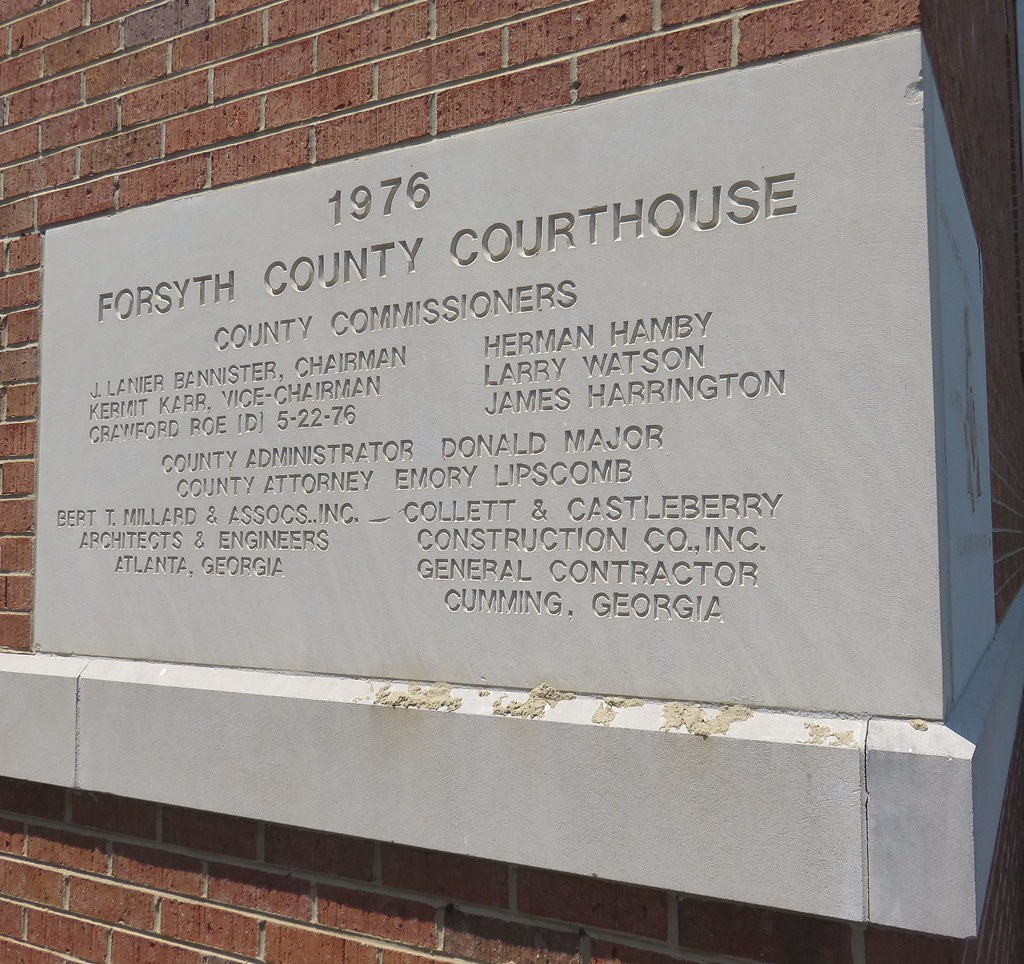 1976
FORSYTH COUNTY COURTHOUSE
COUNTY COMMISSIONERS
J. LANIER BANNISTER, CHAIRMAN
KERMIT KARR, VICE-CHAIRMAN
CRAWFORD ROE (D) 5-22-76
HERMAN HAMBY
LARRY WATSON
JAMES HARRINGTON
COUNTY ADMINISTRATOR DONALD MAJOR
COUNTY ATTORNEY EMORY LIPSCOMB
BERT T. MILLARD & ASSOCS., INC.
ARCHITECTS & ENGINEERS
ATLANTA, GEORGIA
COLLETT & CASTLEBERRY
CONSTRUCTION CO., INC.
GENERAL CONTRACTOR
CUMMING, GEORGIA